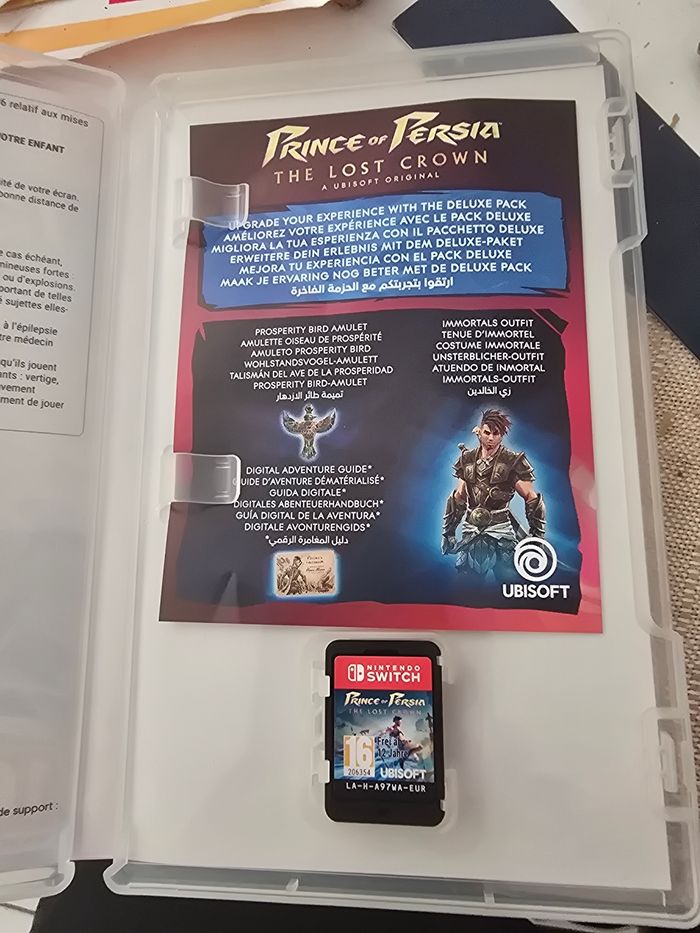 6 relatif aux mises
OTRE ENFANT
ité de votre écran.
bonne distance de
e cas échéant,
mineuses fortes :
ou d'explosions.
portant de telles
sujettes elles-
à l'épilepsie
tre médecin
qu'ils jouent
ants : vertige,
uvement
ment de jouer
de support :
PRINCE OF PERSIA
THE LOST CROWN
A UBISOFT ORIGINAL
UPGRADE YOUR EXPERIENCE WITH THE DELUXE PACK
AMÉLIOREZ VOTRE EXPÉRIENCE AVEC LE PACK DELUXE
MIGLIORA LA TUA ESPERIENZA CON IL PACCHETTO DELUXE
ERWEITERE DEIN ERLEBNIS MIT DEM DELUXE-PAKET
MEJORA TU EXPERIENCIA CON EL PACK DELUXE
MAAK JE ERVARING NOG BETER MET DE DELUXE PACK
ارتقوا بتجربتكم مع الحزمة الفاخرة
PROSPERITY BIRD AMULET
AMULETTE OISEAU DE PROSPÉRITÉ
AMULETO PROSPERITY BIRD
WOHLSTANDSVOGEL-AMULETT
TALISMÁN DEL AVE DE LA PROSPERIDAD
PROSPERITY BIRD-AMULET
تميمة طائر الازدهار
IMMORTALS OUTFIT
TENUE D'IMMORTEL
COSTUME IMMORTALE
UNSTERBLICHER-OUTFIT
ATUENDO DE INMORTAL
IMMORTALS-OUTFIT
زي الخالدين
DIGITAL ADVENTURE GUIDE*
GUIDE D'AVENTURE DÉMATÉRIALISÉ*
GUIDA DIGITALE*
DIGITALES ABENTEUERHANDBUCH*
GUÍA DIGITAL DE LA AVENTURA*
DIGITALE AVONTURENGIDS*
دليل المغامرة الرقمي*
UBISOFT
NINTENDO
SWITCH
PRINCE OF PERSIA
THE LOST CROWN
16
206354
Frei ab
12 Jahre
UBISOFT
LA-H-A97WA-EUR